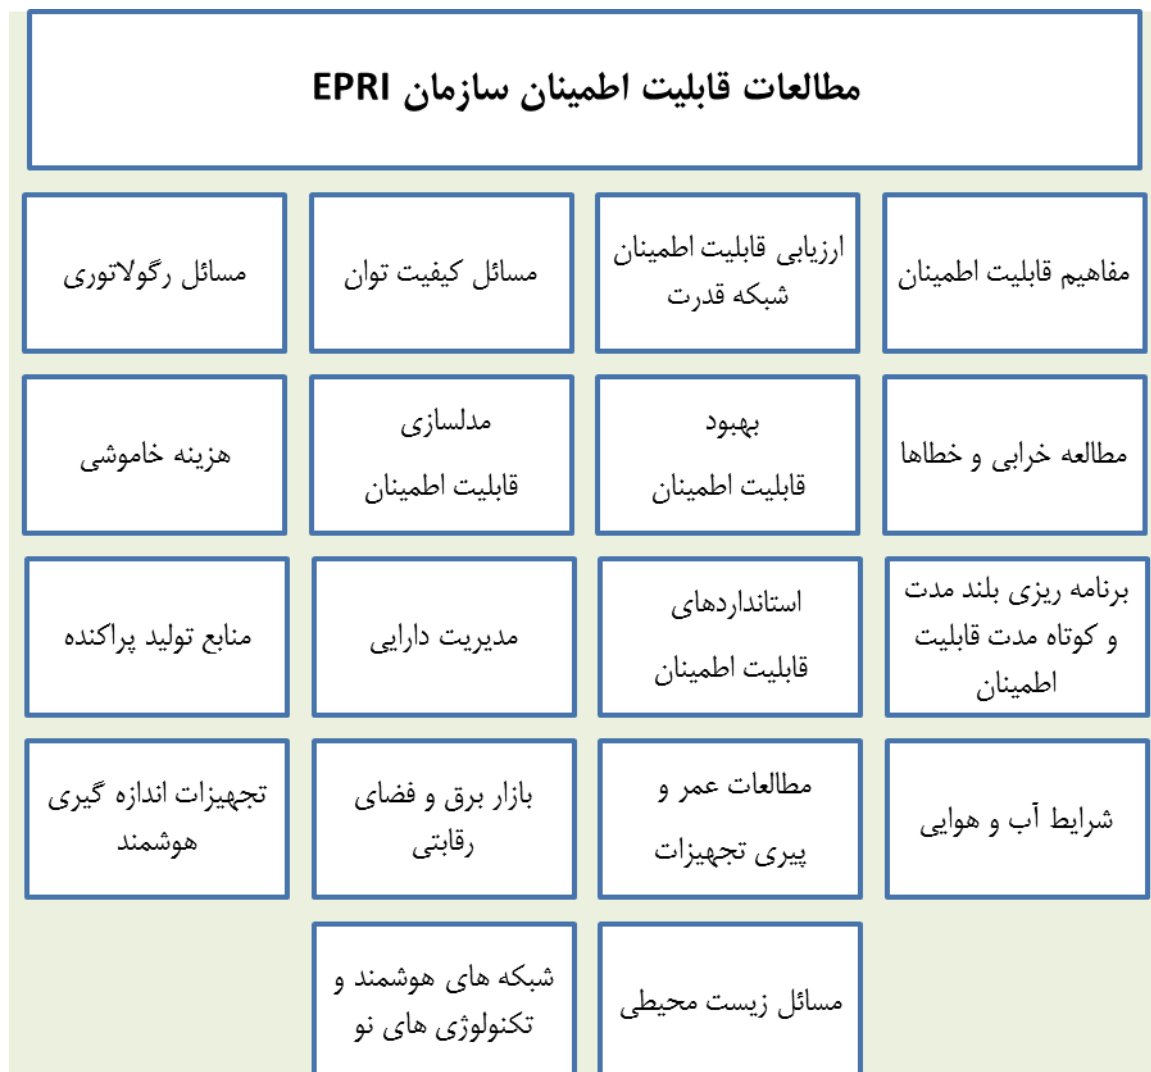 مطالعات قابلیت اطمینان سازمان EPRI
مفاهیم قابلیت اطمینان
ارزیابی قابلیت اطمینان
شبکه قدرت
مسائل کیفیت توان
مسائل رگولاتوری
مطالعه خرابی و خطاها
بهبود
قابلیت اطمینان
مدلسازی
قابلیت اطمینان
هزینه خاموشی
برنامه ریزی بلند مدت
و کوتاه مدت قابلیت
اطمینان
استانداردهای
قابلیت اطمینان
مدیریت دارایی
منابع تولید پراکنده
شرایط آب و هوایی
مطالعات عمر و
پیری تجهیزات
بازار برق و فضای
رقابتی
تجهیزات اندازه گیری
هوشمند
مسائل زیست محیطی
شبکه های هوشمند و
تکنولوژی های نو